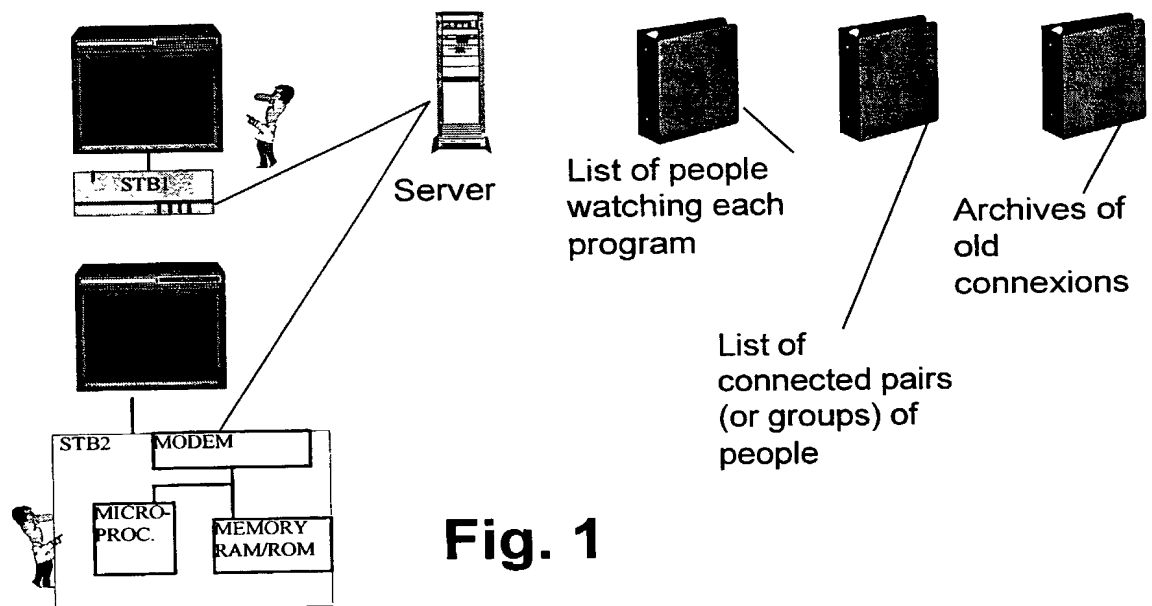 STB1
Server
List of people
watching each
program
Archives of
old
connexions
List of
connected pairs
(or groups) of
people
STB2
MODEM
MICRO-
PROC.
MEMORY
RAM/ROM
Fig. 1